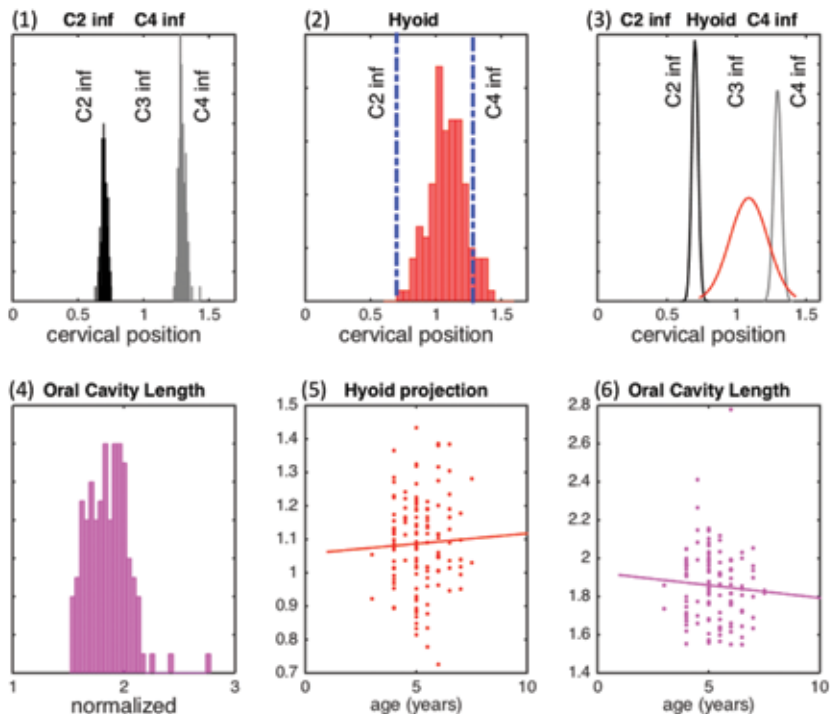 (1) C2 inf C4 inf
C2 inf
C3 inf
C4 inf
0 0.5 1 1.5
cervical position
(2) Hyoid
C2 inf
C4 inf
0 0.5 1 1.5
cervical position
(3) C2 inf Hyoid C4 inf
C2 inf
C3 inf
C4 inf
0 0.5 1 1.5
cervical position
(4) Oral Cavity Length
1 2 3
normalized
(5) Hyoid projection
1.5
1.4
1.3
1.2
1.1
1
0.9
0.8
0.7
0 5 10
age (years)
(6) Oral Cavity Length
2.8
2.6
2.4
2.2
2
1.8
1.6
1.4
0 5 10
age (years)